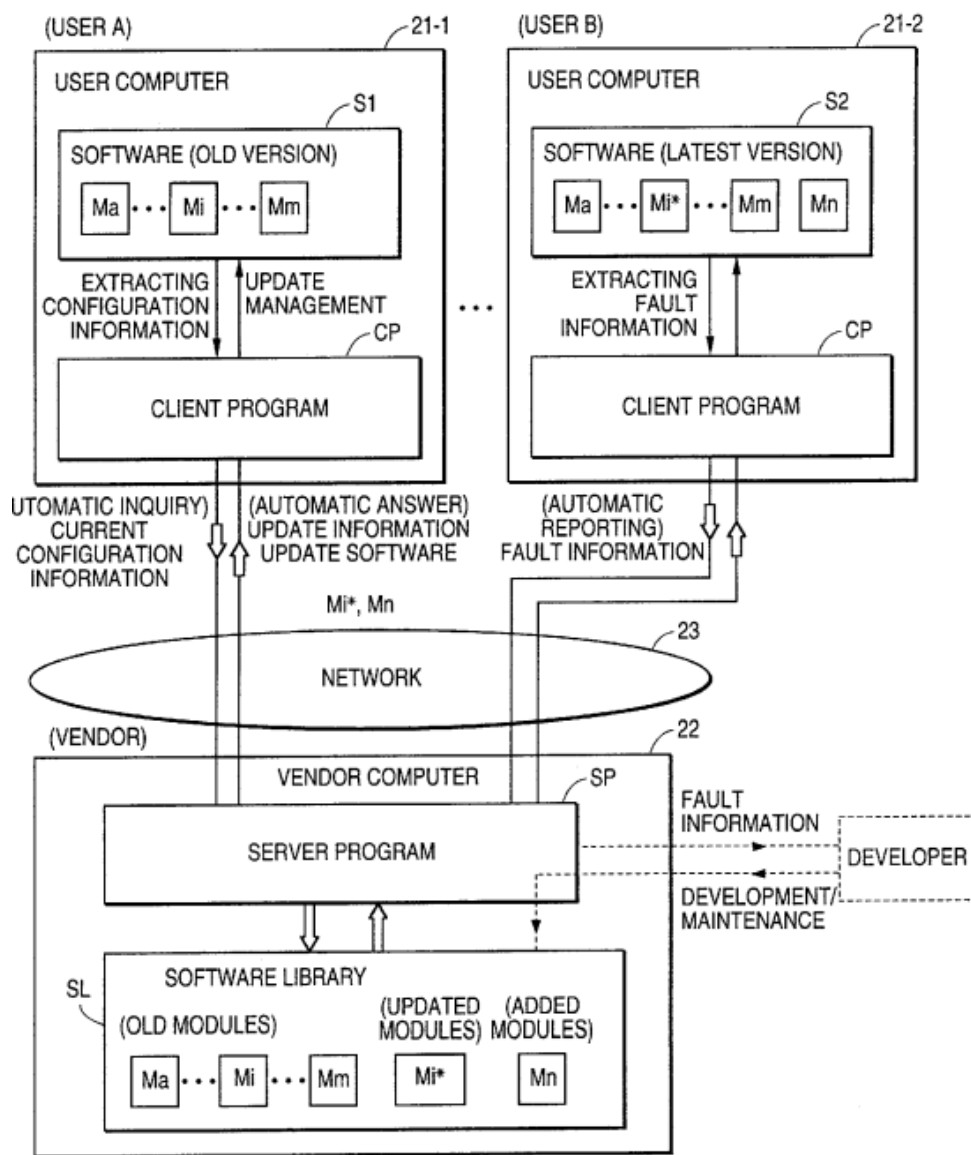 (USER A)
21-1
USER COMPUTER
S1
SOFTWARE (OLD VERSION)
Ma ••• Mi ••• Mm
EXTRACTING
CONFIGURATION
INFORMATION
UPDATE
MANAGEMENT
CP
CLIENT PROGRAM
•••
(USER B)
21-2
USER COMPUTER
S2
SOFTWARE (LATEST VERSION)
Ma ••• Mi* ••• Mm Mn
EXTRACTING
FAULT
INFORMATION
CP
CLIENT PROGRAM
UTOMATIC INQUIRY)
CURRENT
CONFIGURATION
INFORMATION
(AUTOMATIC ANSWER)
UPDATE INFORMATION
UPDATE SOFTWARE
(AUTOMATIC
REPORTING)
FAULT INFORMATION
Mi*, Mn
23
NETWORK
(VENDOR)
22
VENDOR COMPUTER
SP
SERVER PROGRAM
FAULT
INFORMATION
DEVELOPER
DEVELOPMENT/
MAINTENANCE
SL
SOFTWARE LIBRARY
(OLD MODULES)
(UPDATED
MODULES)
(ADDED
MODULES)
Ma ••• Mi ••• Mm Mi* Mn